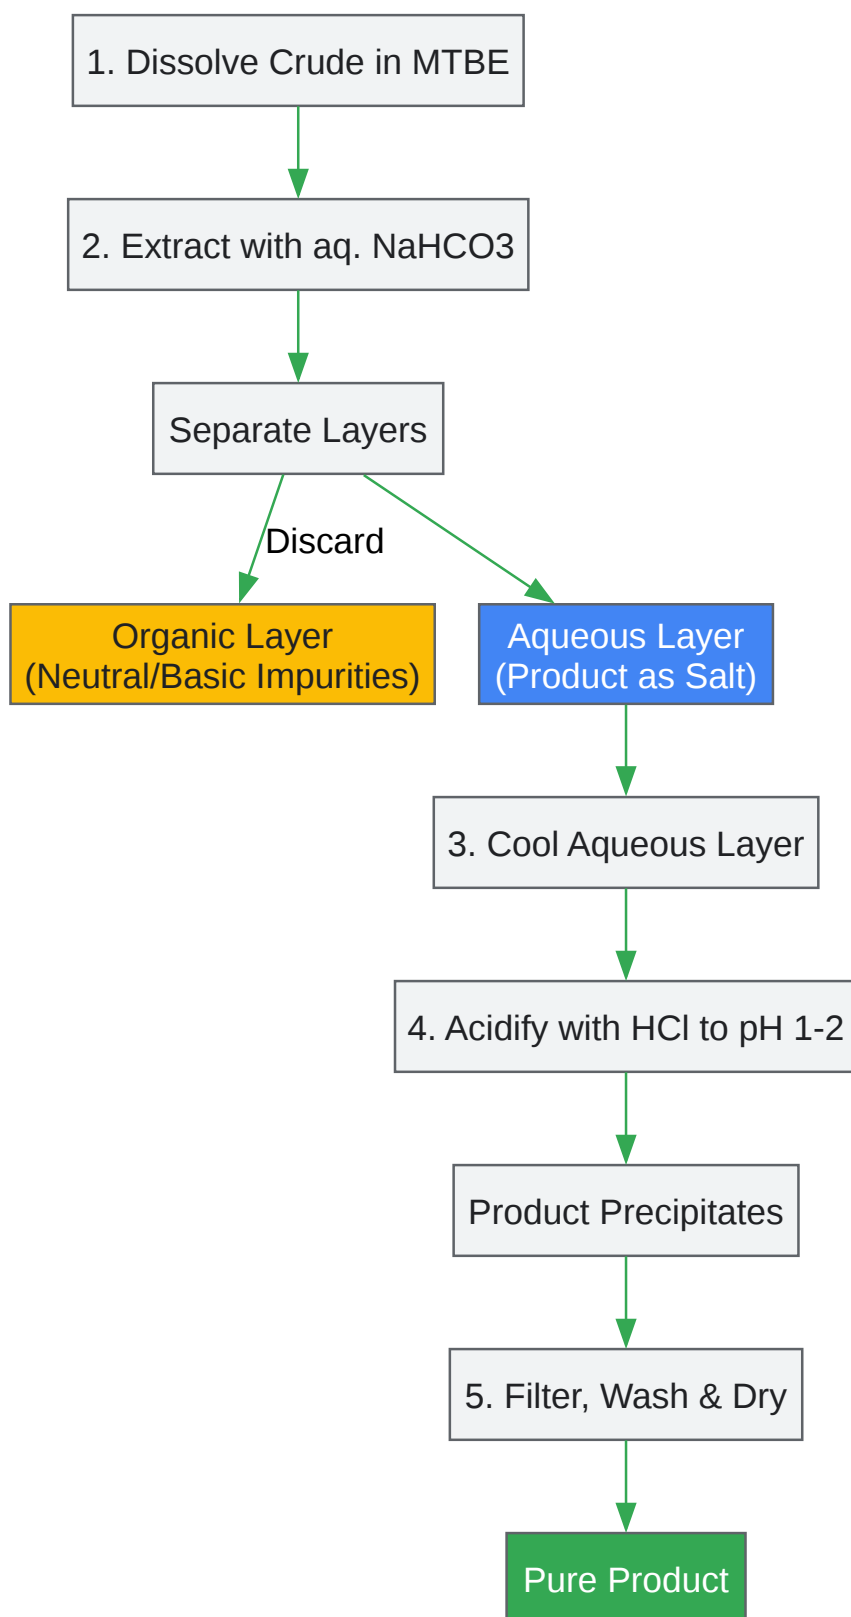 1. Dissolve Crude in MTBE
2. Extract with aq. NaHCO3
Separate Layers
Discard
Organic Layer
(Neutral/Basic Impurities)
Aqueous Layer
(Product as Salt)
3. Cool Aqueous Layer
4. Acidify with HCl to pH 1-2
Product Precipitates
5. Filter, Wash & Dry
Pure Product